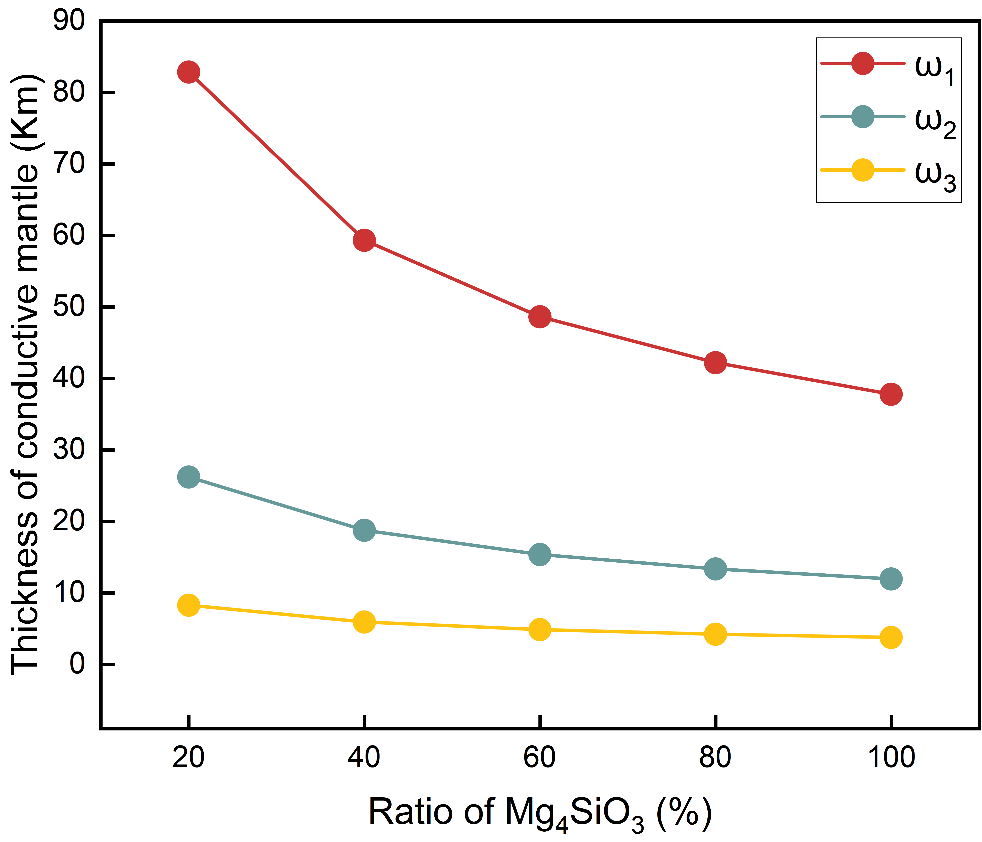 Thickness of conductive mantle (Km)
90
80
70
60
50
40
30
20
10
0
ω₁
ω₂
ω₃
20 40 60 80 100
Ratio of Mg₄SiO₃ (%)